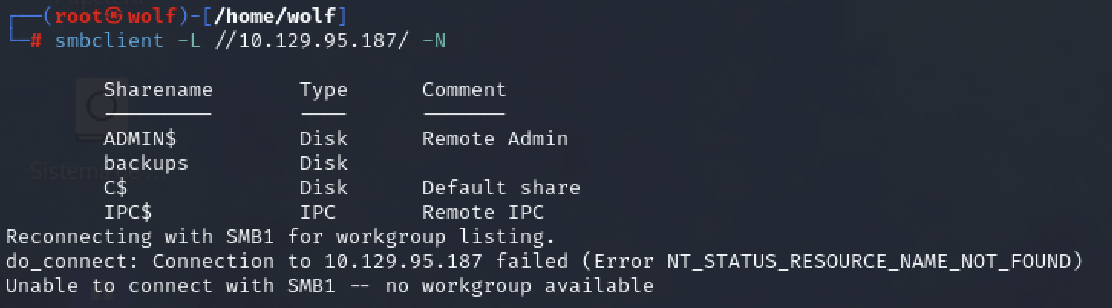 ┌──(root㉿wolf)-[/home/wolf]
└─# smbclient -L //10.129.95.187/ -N
Sharename Type Comment
--------- ---- -------
ADMIN$ Disk Remote Admin
backups Disk
C$ Disk Default share
IPC$ IPC Remote IPC
Reconnecting with SMB1 for workgroup listing.
do_connect: Connection to 10.129.95.187 failed (Error NT_STATUS_RESOURCE_NAME_NOT_FOUND)
Unable to connect with SMB1 -- no workgroup available